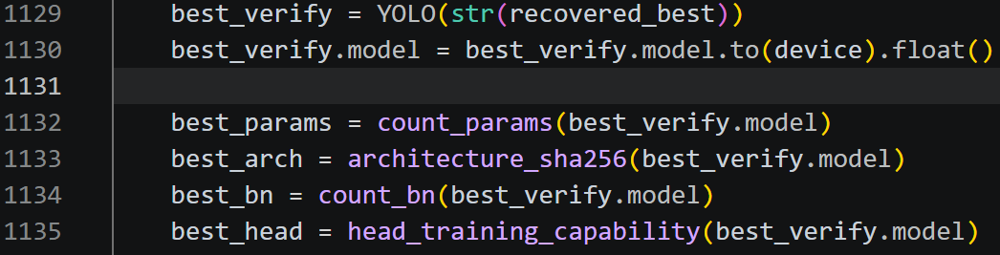 1129 best_verify = YOLO(str(recovered_best))
1130 best_verify.model = best_verify.model.to(device).float()
1131
1132 best_params = count_params(best_verify.model)
1133 best_arch = architecture_sha256(best_verify.model)
1134 best_bn = count_bn(best_verify.model)
1135 best_head = head_training_capability(best_verify.model)